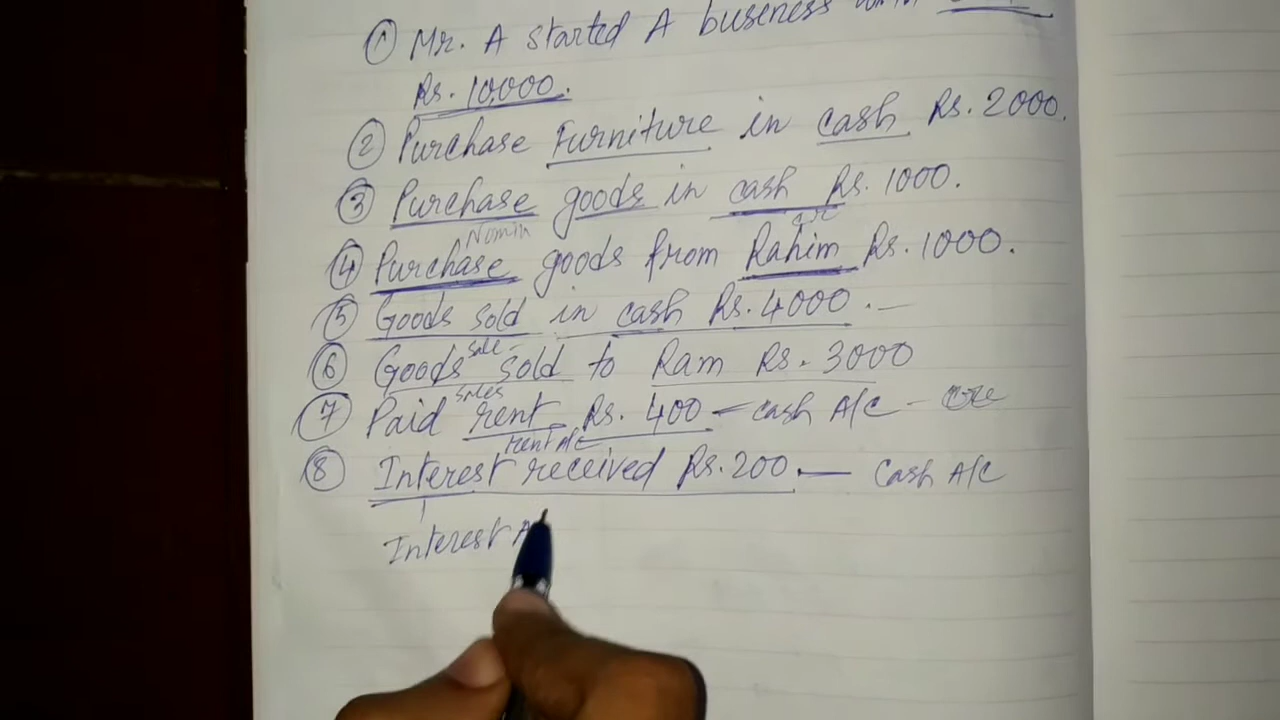 ① Mr. A started A business with
Rs. 10,000.
② Purchase Furniture in cash Rs. 2000.
③ Purchase goods in cash Rs. 1000.
Nomin
④ Purchase goods from Rahim Rs. 1000.
⑤ Goods sold in cash Rs. 4000.
sale
⑥ Goods sold to Ram Rs. 3000
sales
⑦ Paid rent Rs. 400 - cash A/c -
rent A/c
⑧ Interest received Rs. 200. — Cash A/c
Interest A